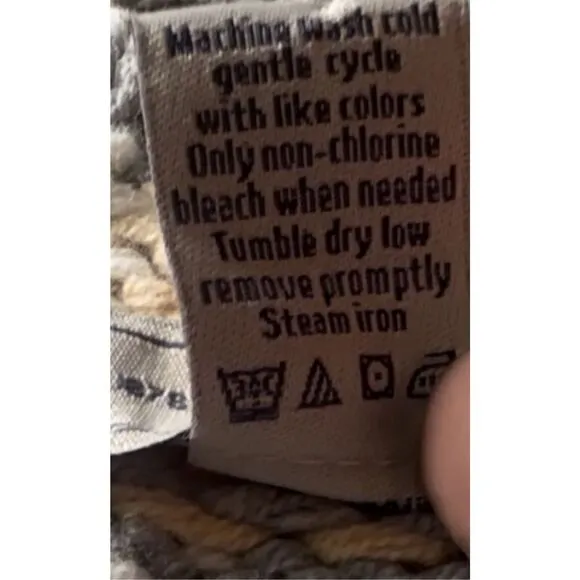 Machine wash cold
gentle cycle
with like colors
Only non-chlorine
bleach when needed
Tumble dry low
remove promptly
Steam iron